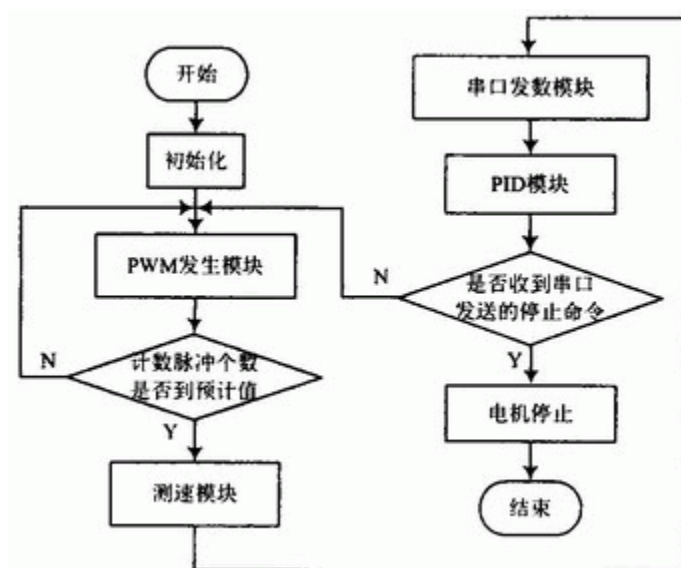 开始
初始化
PWM发生模块
N
计数脉冲个数
是否到预计值
Y
测速模块
串口发数模块
PID模块
N
是否收到串口
发送的停止命令
Y
电机停止
结束